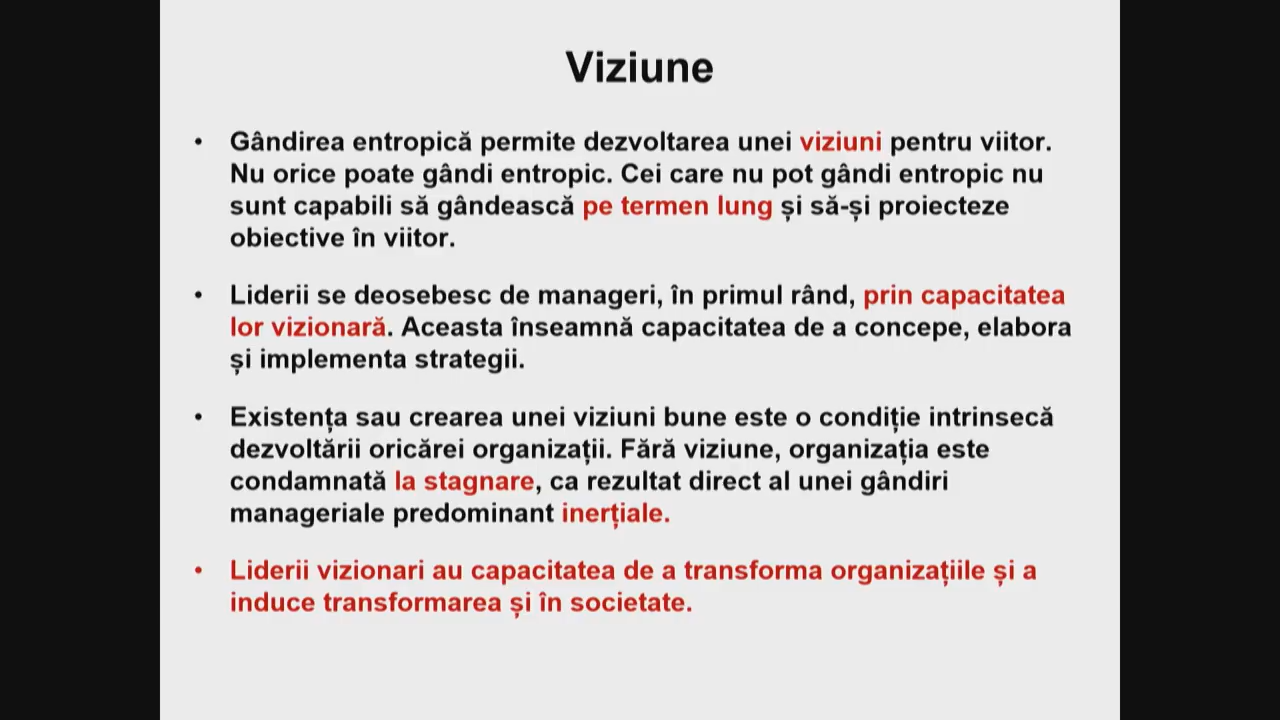 Viziune
• Gândirea entropică permite dezvoltarea unei viziuni pentru viitor.
Nu orice poate gândi entropic. Cei care nu pot gândi entropic nu
sunt capabili să gândească pe termen lung și să-și proiecteze
obiective în viitor.
• Liderii se deosebesc de manageri, în primul rând, prin capacitatea
lor vizionară. Aceasta înseamnă capacitatea de a concepe, elabora
și implementa strategii.
• Existența sau crearea unei viziuni bune este o condiție intrinsecă
dezvoltării oricărei organizații. Fără viziune, organizația este
condamnată la stagnare, ca rezultat direct al unei gândiri
manageriale predominant inerțiale.
• Liderii vizionari au capacitatea de a transforma organizațiile și a
induce transformarea și în societate.